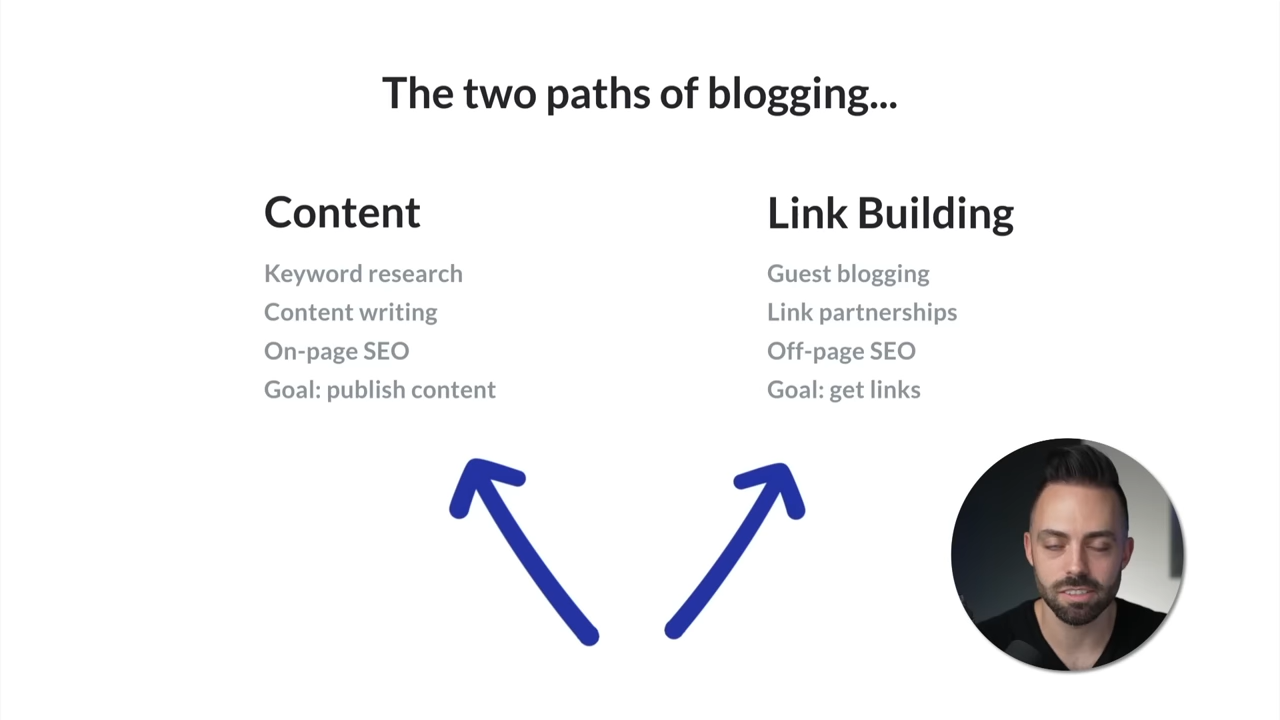 The two paths of blogging...
Content
Keyword research
Content writing
On-page SEO
Goal: publish content
Link Building
Guest blogging
Link partnerships
Off-page SEO
Goal: get links